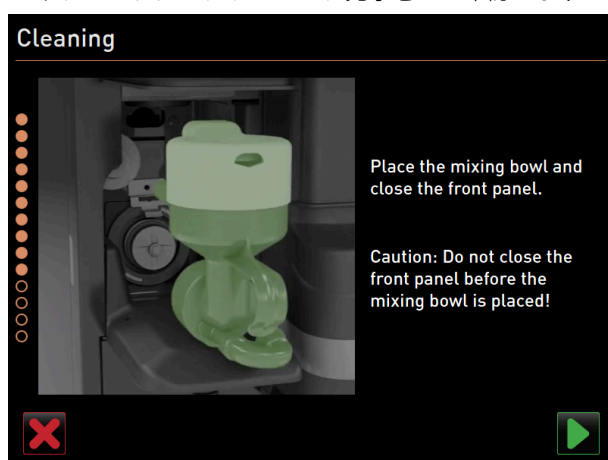 Cleaning
Place the mixing bowl and
close the front panel.
Caution: Do not close the
front panel before the
mixing bowl is placed!